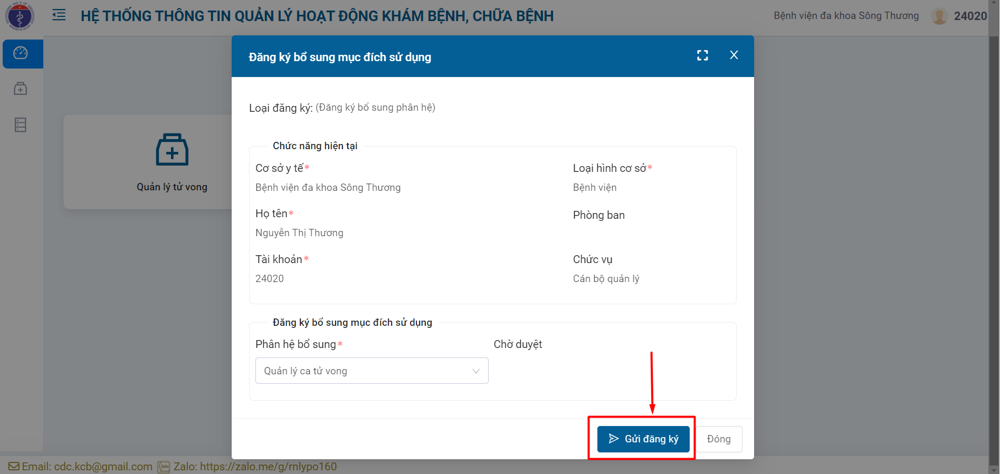 BỘ Y TẾ
HỆ THỐNG THÔNG TIN QUẢN LÝ HOẠT ĐỘNG KHÁM BỆNH, CHỮA BỆNH
Bệnh viện đa khoa Sông Thương
24020
Đăng ký bổ sung mục đích sử dụng
Loại đăng ký: (Đăng ký bổ sung phân hệ)
Quản lý tử vong
Chức năng hiện tại
Cơ sở y tế*
Loại hình cơ sở*
Bệnh viện đa khoa Sông Thương
Bệnh viện
Họ tên*
Phòng ban
Nguyễn Thị Thương
Tài khoản*
Chức vụ
24020
Cán bộ quản lý
Đăng ký bổ sung mục đích sử dụng
Phân hệ bổ sung*
Chờ duyệt
Quản lý ca tử vong
Gửi đăng ký
Đóng
Email: cdc.kcb@gmail.com Zalo Zalo: https://zalo.me/g/rnlypo160